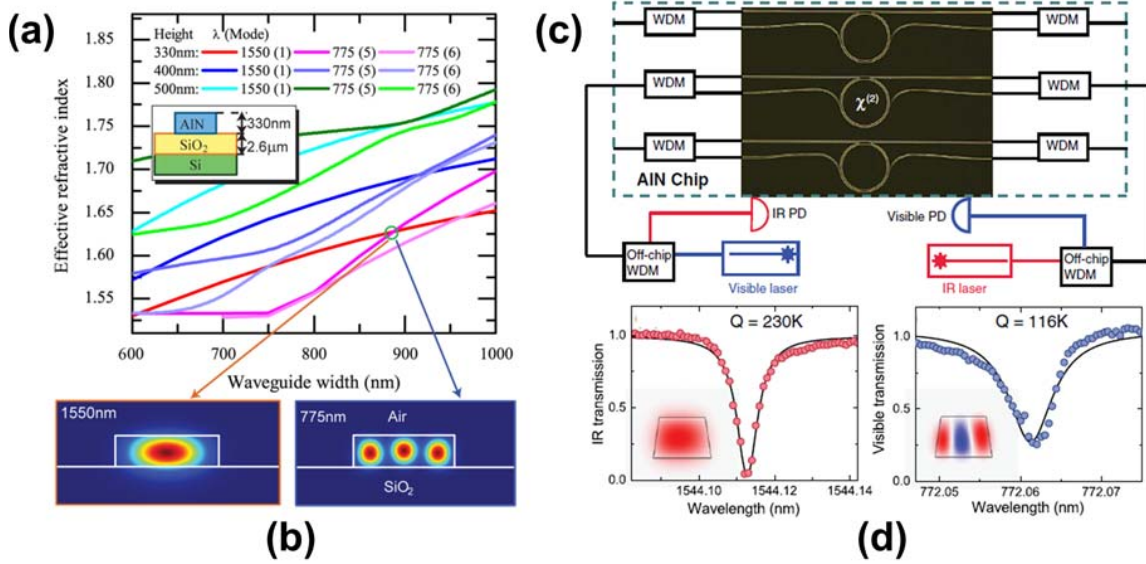 (a)
Height λ (Mode)
330nm: 1550 (1) 775 (5) 775 (6)
400nm: 1550 (1) 775 (5) 775 (6)
500nm: 1550 (1) 775 (5) 775 (6)
AlN
SiO₂
Si
330nm
2.6μm
Effective refractive index
1.85
1.80
1.75
1.70
1.65
1.60
1.55
600 700 800 900 1000
Waveguide width (nm)
1550nm
775nm
Air
SiO₂
(b)
(c)
WDM WDM
WDM WDM
χ⁽²⁾
WDM WDM
AlN Chip
IR PD
Visible PD
Off-chip
WDM
Visible laser
IR laser
Off-chip
WDM
Q = 230K
IR transmission
1.0
0.5
0.0
1544.10 1544.12 1544.14
Wavelength (nm)
Q = 116K
Visible transmission
1.0
0.5
0.0
772.05 772.06 772.07
Wavelength (nm)
(d)